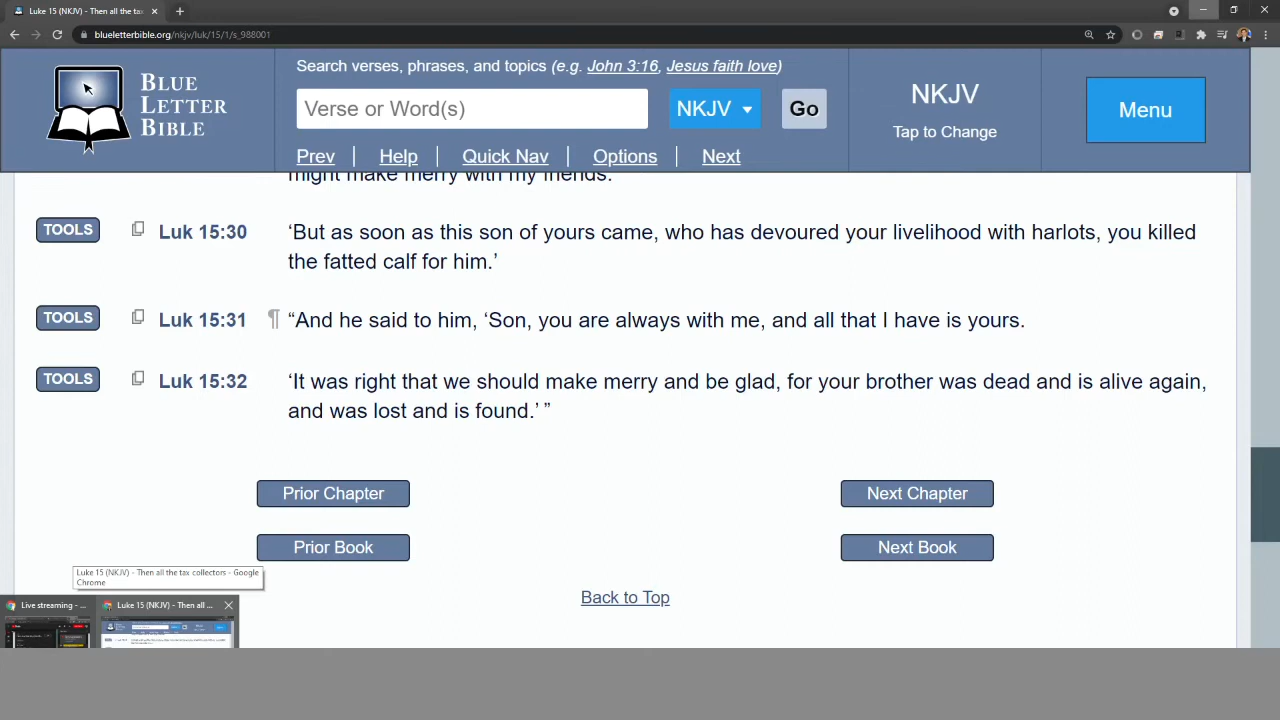 Luke 15 (NKJV) - Then all the tax
blueletterbible.org/nkjv/luk/15/1/s_988001
BLUE
LETTER
BIBLE
Search verses, phrases, and topics (e.g. John 3:16, Jesus faith love)
Verse or Word(s)
NKJV
Go
Prev
Help
Quick Nav
Options
Next
NKJV
Tap to Change
Menu
might make merry with my friends.
TOOLS
Luk 15:30
‘But as soon as this son of yours came, who has devoured your livelihood with harlots, you killed
the fatted calf for him.’
TOOLS
Luk 15:31
¶ “And he said to him, ‘Son, you are always with me, and all that I have is yours.
TOOLS
Luk 15:32
‘It was right that we should make merry and be glad, for your brother was dead and is alive again,
and was lost and is found.’ ”
Prior Chapter
Next Chapter
Prior Book
Next Book
Back to Top
Luke 15 (NKJV) - Then all the tax collectors - Google
Chrome
Live streaming - ...
Luke 15 (NKJV) - Then all ...